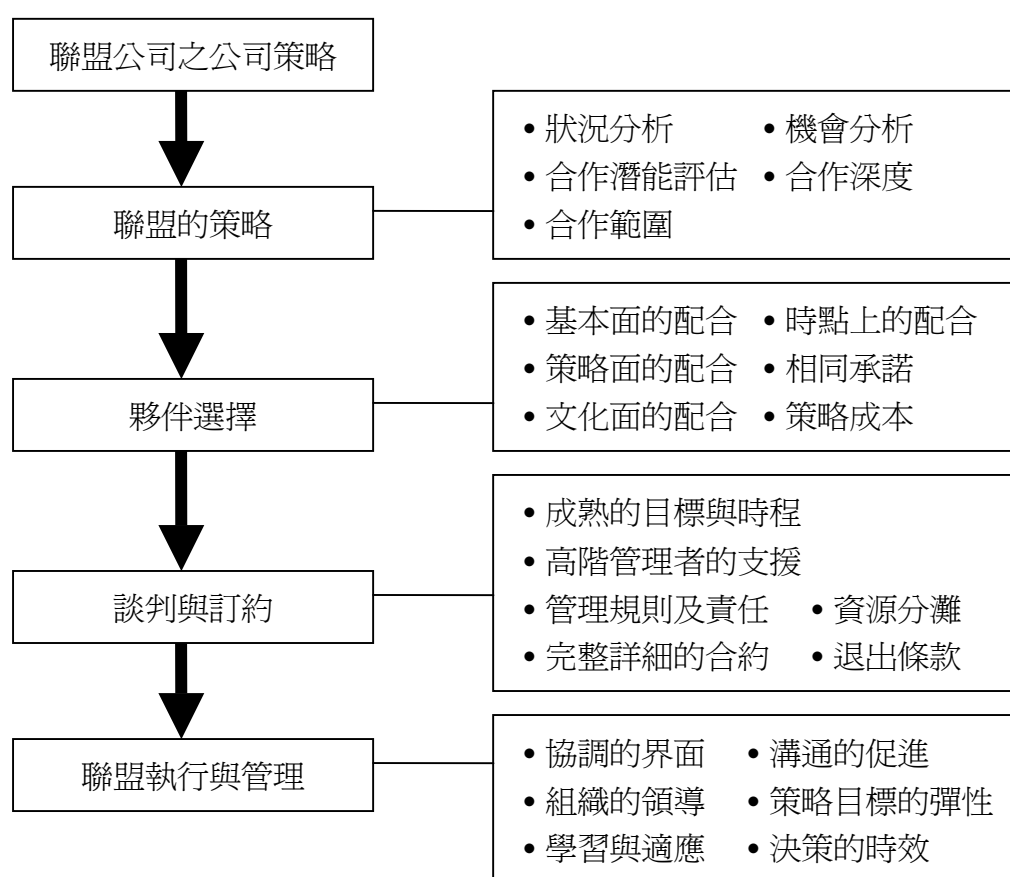 聯盟公司之公司策略
聯盟的策略
• 狀況分析 • 機會分析
• 合作潛能評估 • 合作深度
• 合作範圍
夥伴選擇
• 基本面的配合 • 時點上的配合
• 策略面的配合 • 相同承諾
• 文化面的配合 • 策略成本
談判與訂約
• 成熟的目標與時程
• 高階管理者的支援
• 管理規則及責任 • 資源分灘
• 完整詳細的合約 • 退出條款
聯盟執行與管理
• 協調的界面 • 溝通的促進
• 組織的領導 • 策略目標的彈性
• 學習與適應 • 決策的時效